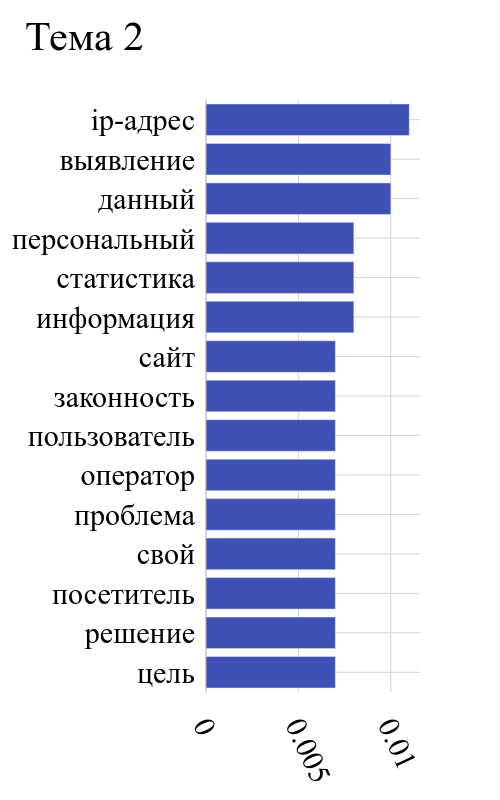 Тема 2
ip-адрес
выявление
данный
персональный
статистика
информация
сайт
законность
пользователь
оператор
проблема
свой
посетитель
решение
цель
0
0.005
0.01